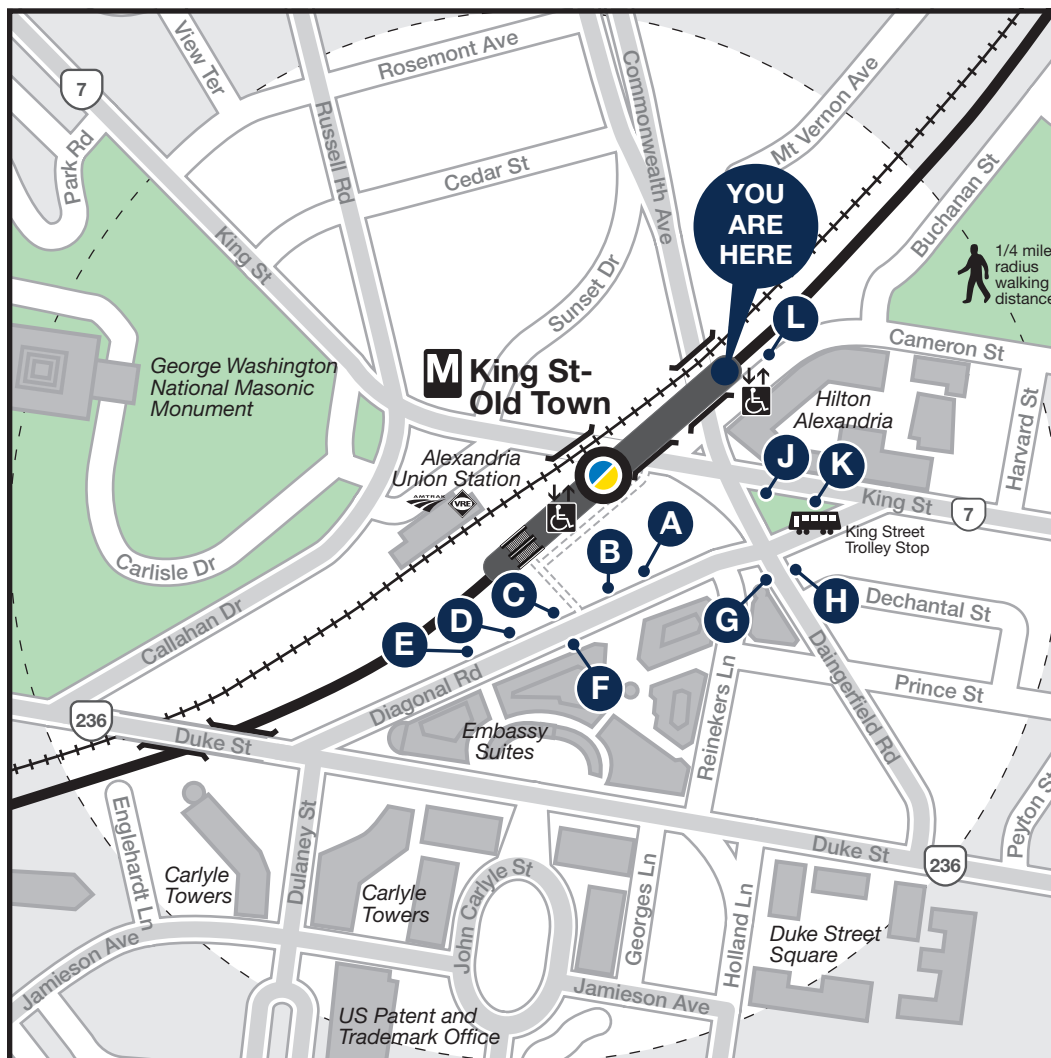 View Ter
7
Rosemont Ave
Park Rd
Russell Rd
Commonwealth Ave
Mt Vernon Ave
Cedar St
King St
YOU
ARE
HERE
Buchanan St
1/4 mile
radius
walking
distance
Sunset Dr
L
Cameron St
George Washington
National Masonic
Monument
M King St-
Old Town
Hilton
Alexandria
Harvard St
Alexandria
Union Station
AMTRAK
VRE
J
K
King St
7
King Street
Trolley Stop
A
B
C
D
E
F
G
H
Carlisle Dr
Callahan Dr
Dechantal St
Diagonal Rd
Reinekers Ln
Daingerfield Rd
Prince St
236
Duke St
Embassy
Suites
Peyton St
Englehardt Ln
Dulaney St
Duke St
236
Carlyle
Towers
Carlyle
Towers
John Carlyle St
Georges Ln
Holland Ln
Duke Street
Square
Jamieson Ave
Jamieson Ave
US Patent and
Trademark Office